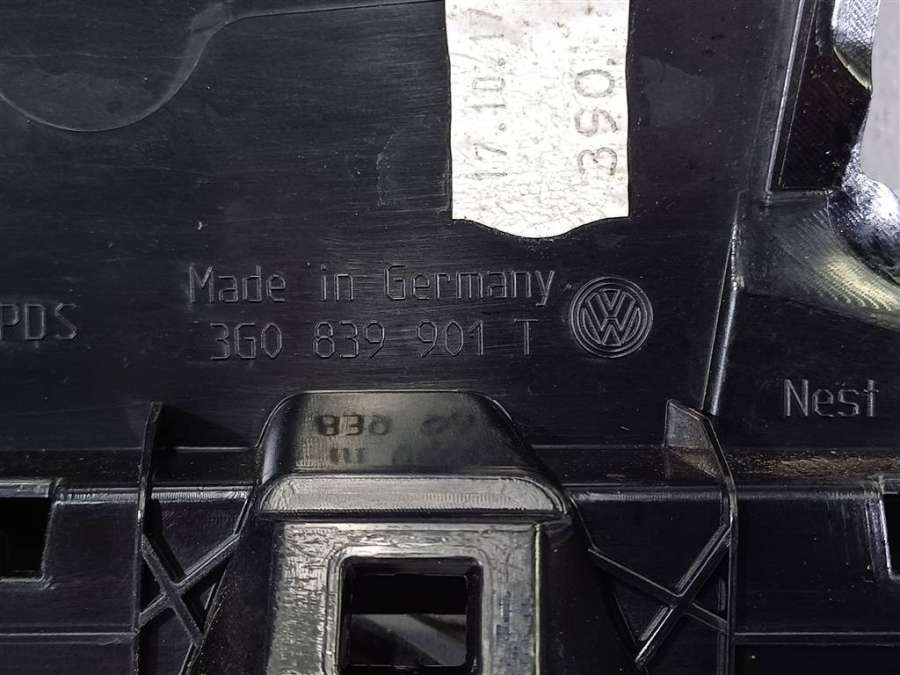 17.10.17
390.
Made in Germany
PDS
3G0 839 901 T
Nest